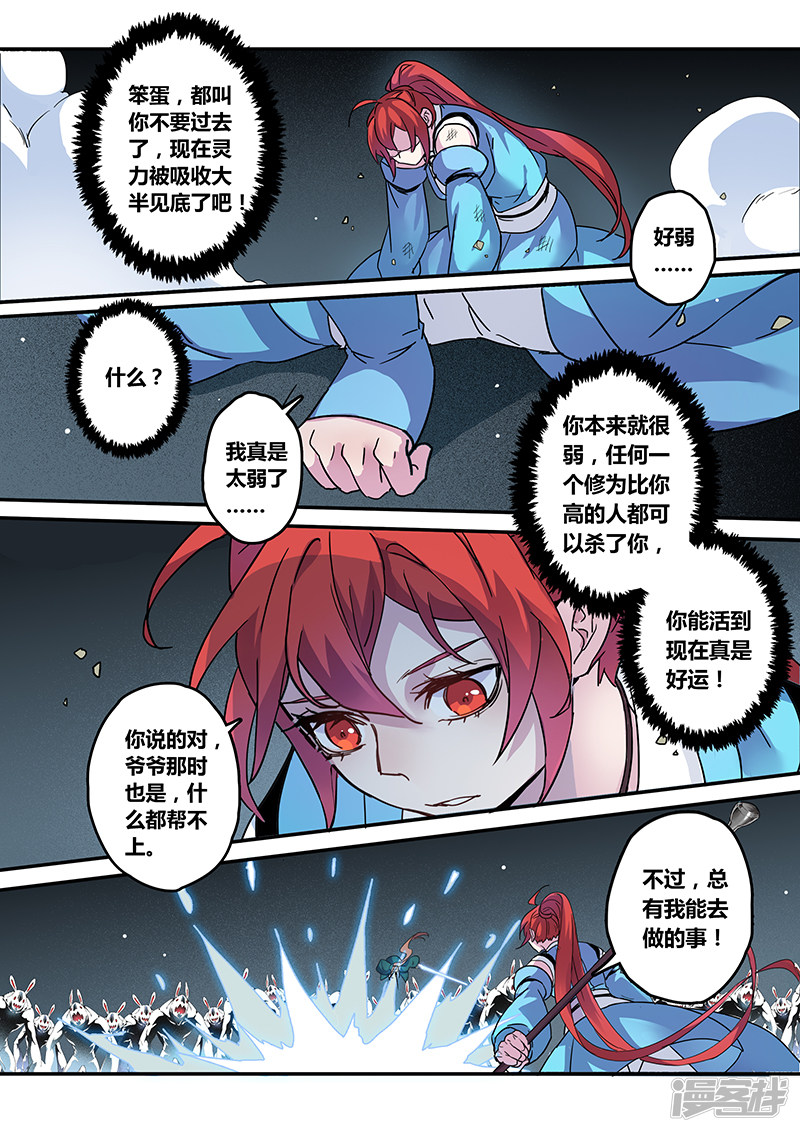 笨蛋，都叫
你不要过去
了，现在灵
力被吸收大
半见底了吧！
好弱
……
什么？
我真是
太弱了
……
你本来就很
弱，任何一
个修为比你
高的人都可
以杀了你，
你能活到
现在真是
好运！
你说的对，
爷爷那时
也是，什
么都帮不
上。
不过，总
有我能去
做的事！
漫客栈